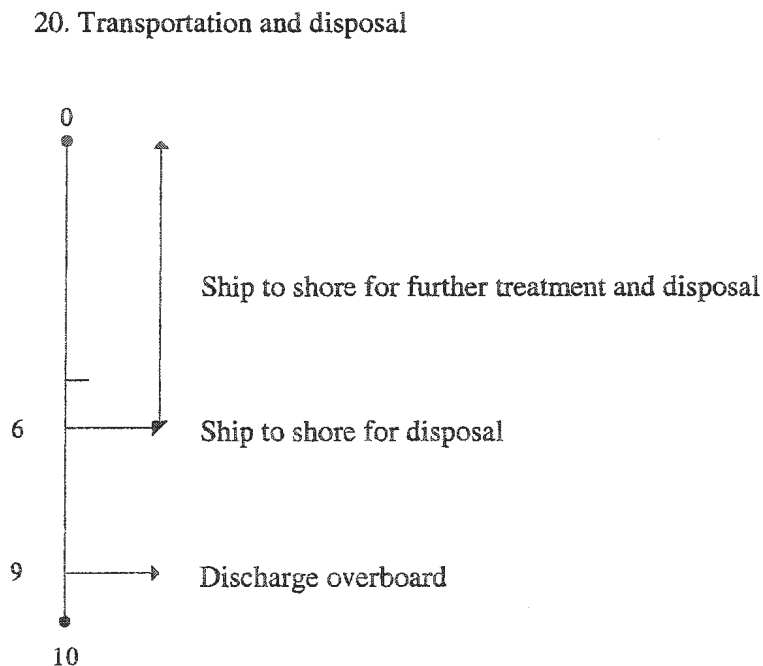 20. Transportation and disposal
0
Ship to shore for further treatment and disposal
6
Ship to shore for disposal
9
Discharge overboard
10